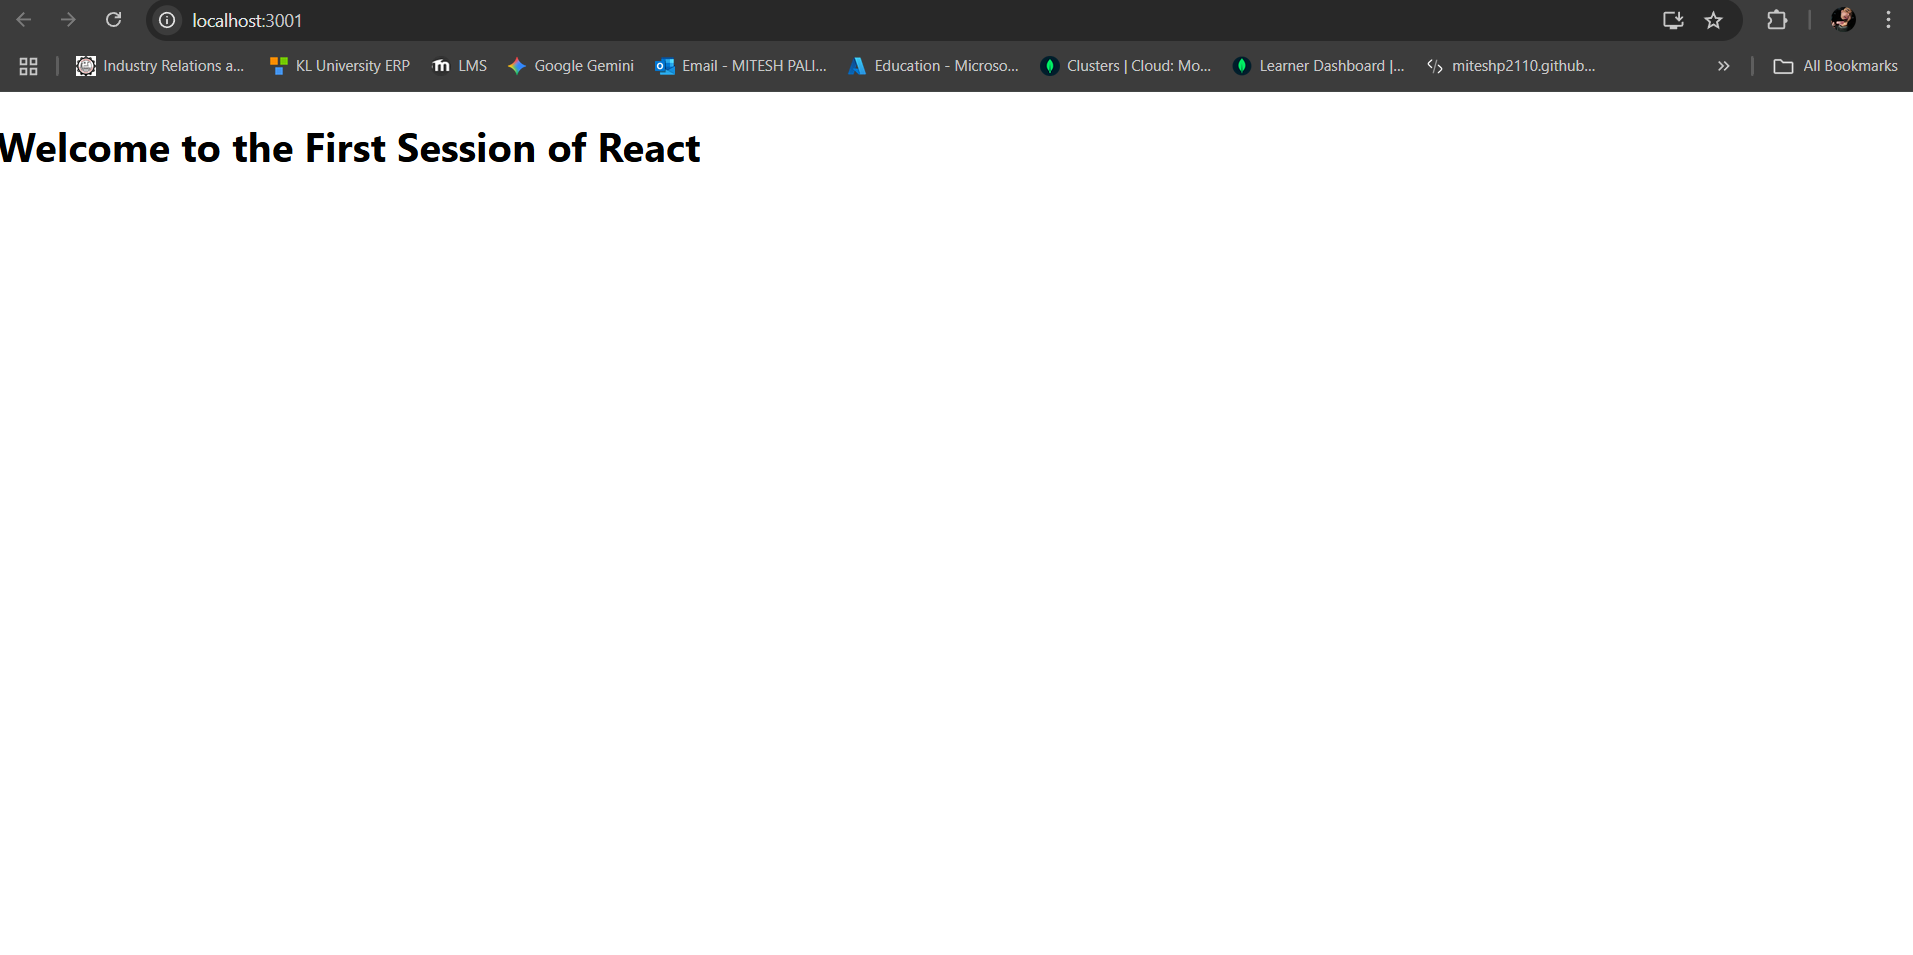 localhost:3001
Industry Relations a... KL University ERP LMS Google Gemini Email - MITESH PALI... Education - Microso... Clusters | Cloud: Mo... Learner Dashboard |... miteshp2110.github... All Bookmarks
Welcome to the First Session of React